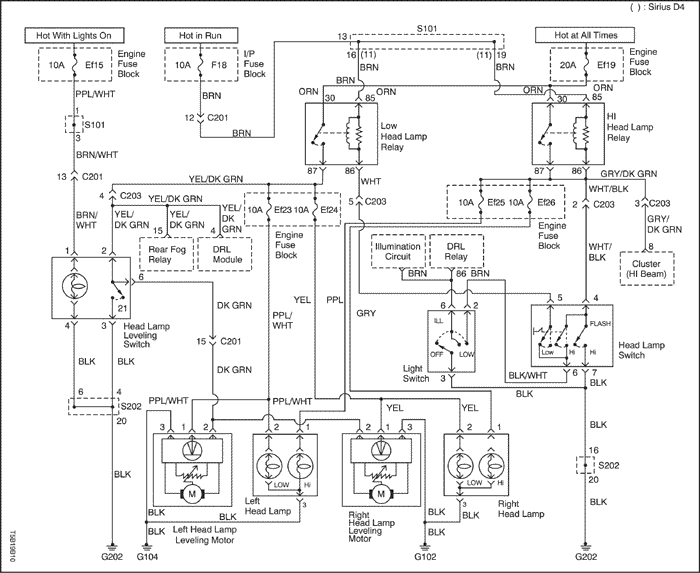 ( ) : Sirius D4
Hot With Lights On
Hot in Run
13
S101
Hot at All Times
10A
Ef15
Engine
Fuse
Block
10A
F18
I/P
Fuse
Block
16 (11)
(11) 19
20A
Ef19
Engine
Fuse
Block
BRN
BRN
BRN
BRN
PPL/WHT
BRN
ORN
30
85
ORN
ORN
30
85
ORN
1
S101
3
12
C201
BRN
Low
Head Lamp
Relay
HI
Head Lamp
Relay
BRN/WHT
87
86
87
86
GRY/DK GRN
13
C201
YEL/DK GRN
WHT
WHT/BLK
4
C203
YEL/DK GRN
5
C203
2
C203
3
C203
BRN/
WHT
YEL/
DK GRN
YEL/
DK GRN
YEL/
DK
GRN
10A
Ef23
10A
Ef24
10A
Ef25
10A
Ef26
GRY/
DK GRN
15
4
Engine
Fuse
Block
Engine
Fuse
Block
WHT/
BLK
8
Rear Fog
Relay
DRL
Module
Illumination
Circuit
DRL
Relay
Cluster
(HI Beam)
1
2
BRN
86 BRN
6
DK GRN
YEL
PPL
5
4
21
PPL/
WHT
GRY
6
2
ILL
OFF
LOW
FLASH
Low
Hi
Hi
Head Lamp
Switch
4
3
Head Lamp
Leveling
Switch
15
C201
Light
Switch
3
BLK/WHT
6
7
BLK
BLK
BLK
DK GRN
BLK
BLK
6
4
S202
20
PPL/WHT
PPL/WHT
YEL
YEL
BLK
3
1
2
2
1
2
1
3
2
1
16
S202
20
BLK
M
LOW
Hi
M
LOW
Hi
BLK
BLK
Left Head Lamp
Leveling Motor
BLK
Left
Head Lamp
3
BLK
Right
Head Lamp
Leveling
Motor
BLK
BLK
3
Right
Head Lamp
G202
G104
G102
G202
T5B19B10